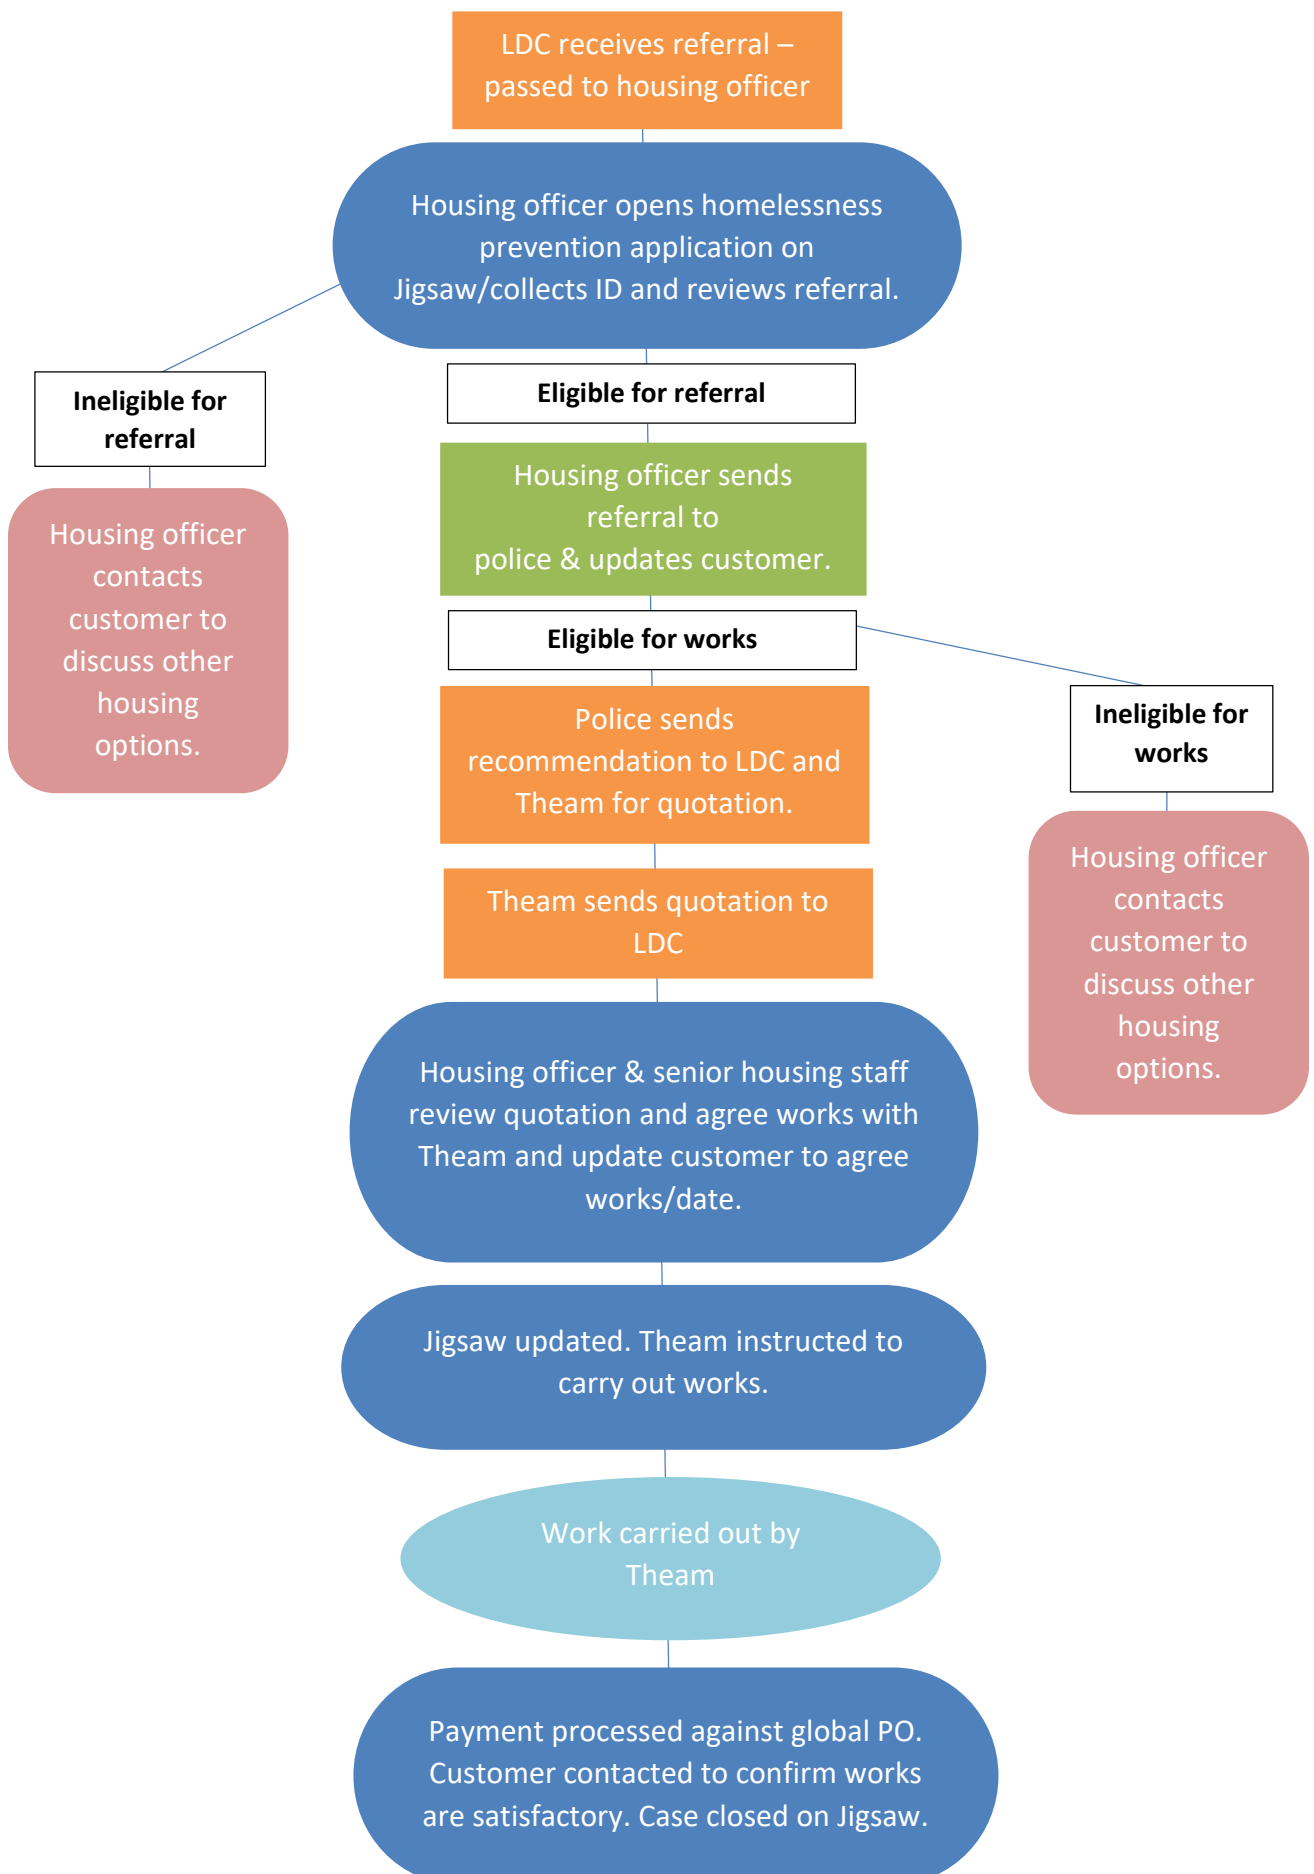 LDC receives referral –
passed to housing officer
Housing officer opens homelessness
prevention application on
Jigsaw/collects ID and reviews referral.
Ineligible for
referral
Eligible for referral
Housing officer
contacts
customer to
discuss other
housing
options.
Housing officer sends
referral to
police & updates customer.
Eligible for works
Ineligible for
works
Police sends
recommendation to LDC and
Theam for quotation.
Housing officer
contacts
customer to
discuss other
housing
options.
Theam sends quotation to
LDC
Housing officer & senior housing staff
review quotation and agree works with
Theam and update customer to agree
works/date.
Jigsaw updated. Theam instructed to
carry out works.
Work carried out by
Theam
Payment processed against global PO.
Customer contacted to confirm works
are satisfactory. Case closed on Jigsaw.